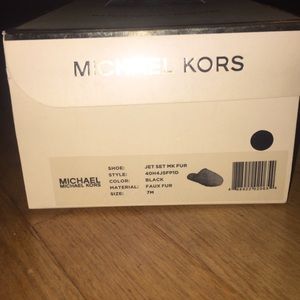 MICHAEL KORS
SHOE: JET SET MK FUR
STYLE: 40H4JSFP1D
COLOR: BLACK
MATERIAL: FAUX FUR
SIZE: 7M
MICHAEL
MICHAEL KORS